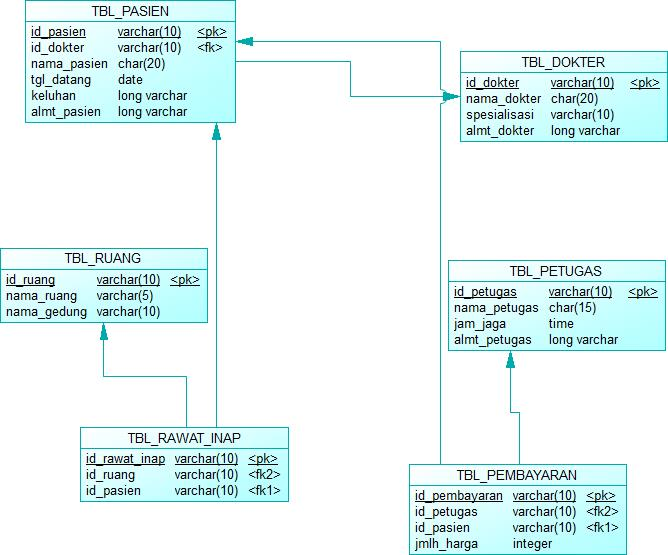 TBL_PASIEN
id_pasien varchar(10) <pk>
id_dokter varchar(10) <fk>
nama_pasien char(20)
tgl_datang date
keluhan long varchar
almt_pasien long varchar
TBL_DOKTER
id_dokter varchar(10) <pk>
nama_dokter char(20)
spesialisasi varchar(10)
almt_dokter long varchar
TBL_RUANG
id_ruang varchar(10) <pk>
nama_ruang varchar(5)
nama_gedung varchar(10)
TBL_PETUGAS
id_petugas varchar(10) <pk>
nama_petugas char(15)
jam_jaga time
almt_petugas long varchar
TBL_RAWAT_INAP
id_rawat_inap varchar(10) <pk>
id_ruang varchar(10) <fk2>
id_pasien varchar(10) <fk1>
TBL_PEMBAYARAN
id_pembayaran varchar(10) <pk>
id_petugas varchar(10) <fk2>
id_pasien varchar(10) <fk1>
jmlh_harga integer